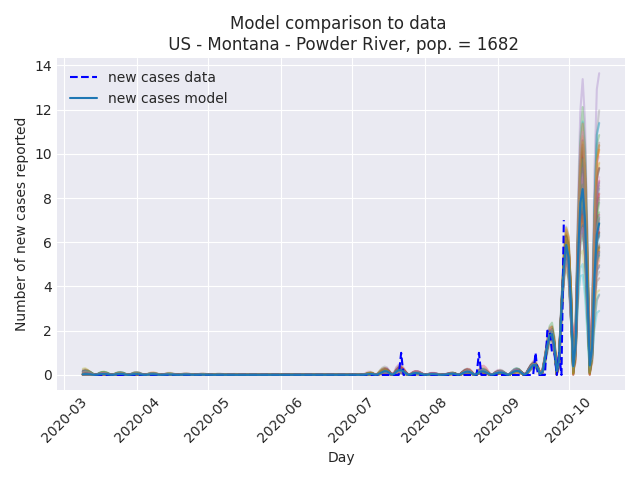 Model comparison to data
US - Montana - Powder River, pop. = 1682
new cases data
new cases model
Number of new cases reported
14
12
10
8
6
4
2
0
2020-03
2020-04
2020-05
2020-06
2020-07
2020-08
2020-09
2020-10
Day